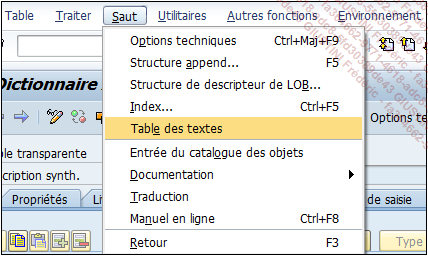 Table Traiter Saut Utilitaires Autres fonctions Environnement
Options techniques Ctrl+Maj+F9
Structure append... F5
Structure de descripteur de LOB...
Dictionnaire
Index... Ctrl+F5
Table des textes
Options te
ble transparente
Entrée du catalogue des objets
cription synth.
Documentation
Traduction
Propriétés
de saisie
Manuel en ligne Ctrl+F8
Retour F3
Type